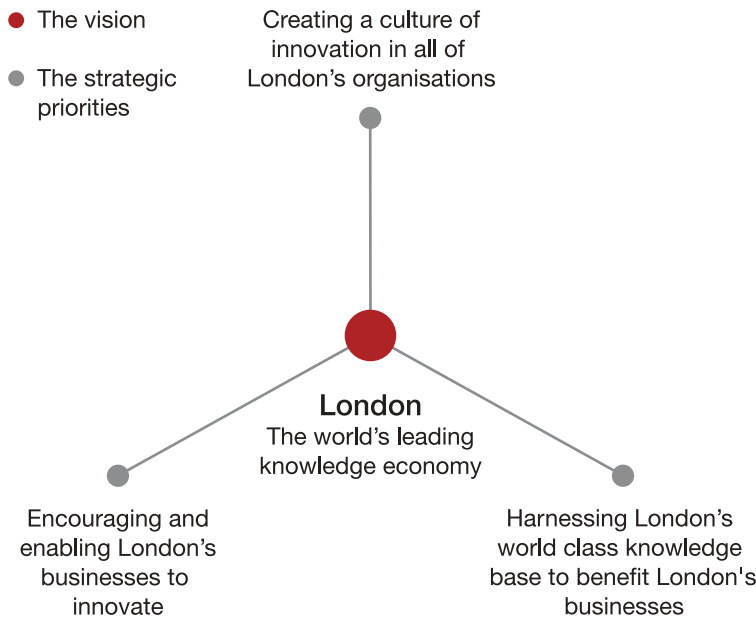 The vision
The strategic
priorities
Creating a culture of
innovation in all of
London’s organisations
London
The world’s leading
knowledge economy
Encouraging and
enabling London’s
businesses to
innovate
Harnessing London’s
world class knowledge
base to benefit London's
businesses